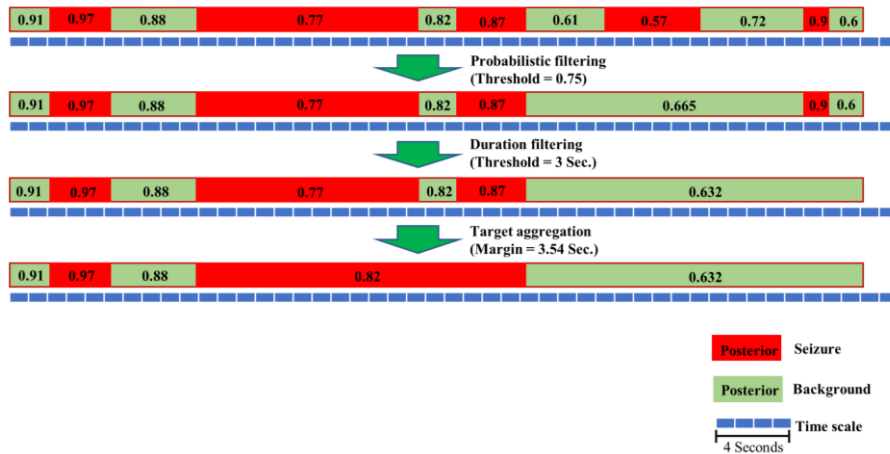 0.91 0.97 0.88 0.77 0.82 0.87 0.61 0.57 0.72 0.9 0.6
Probabilistic filtering
(Threshold = 0.75)
0.91 0.97 0.88 0.77 0.82 0.87 0.665 0.9 0.6
Duration filtering
(Threshold = 3 Sec.)
0.91 0.97 0.88 0.77 0.82 0.87 0.632
Target aggregation
(Margin = 3.54 Sec.)
0.91 0.97 0.88 0.82 0.632
Posterior Seizure
Posterior Background
Time scale
4 Seconds